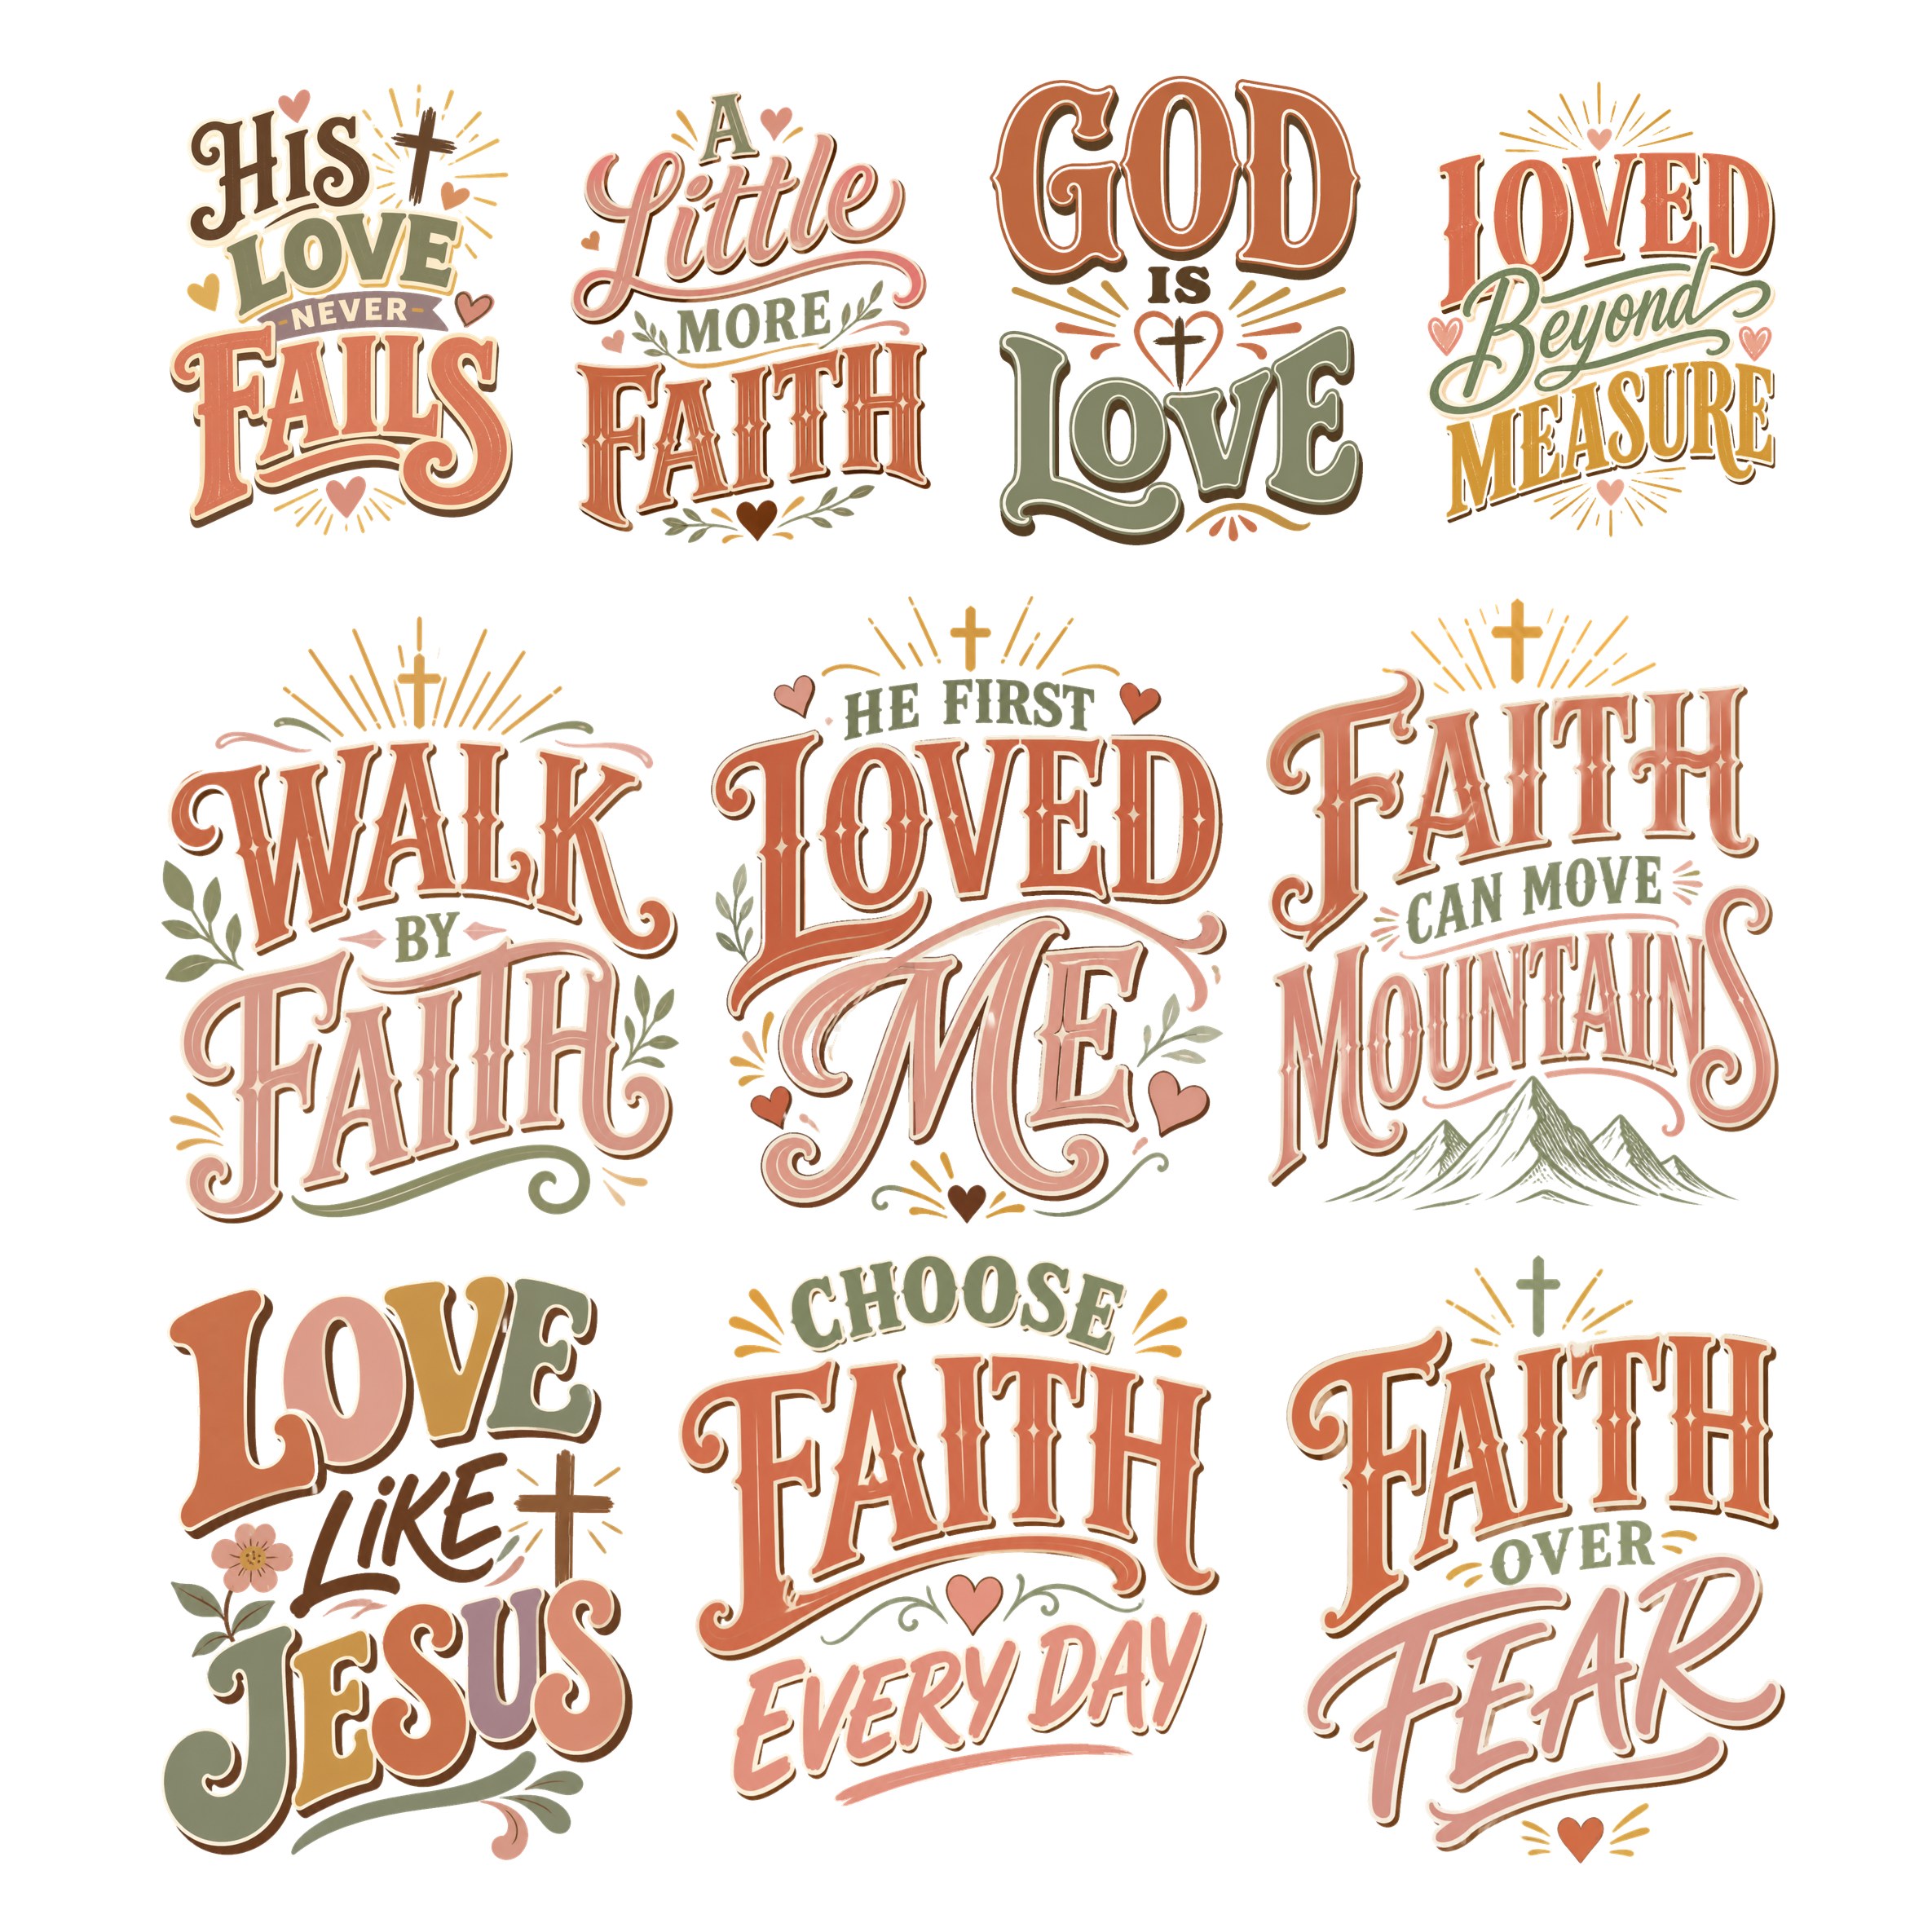 His
LOVE
NEVER
FAILS
A
Little
MORE
FAITH
GOD
IS
LOVE
LOVED
Beyond
MEASURE
WALK
BY
FAITH
HE FIRST
LOVED
ME
FAITH
CAN MOVE
MOUNTAINS
LOVE
LiKE
JESUS
CHOOSE
FAITH
EVERY DAY
FAITH
OVER
FEAR